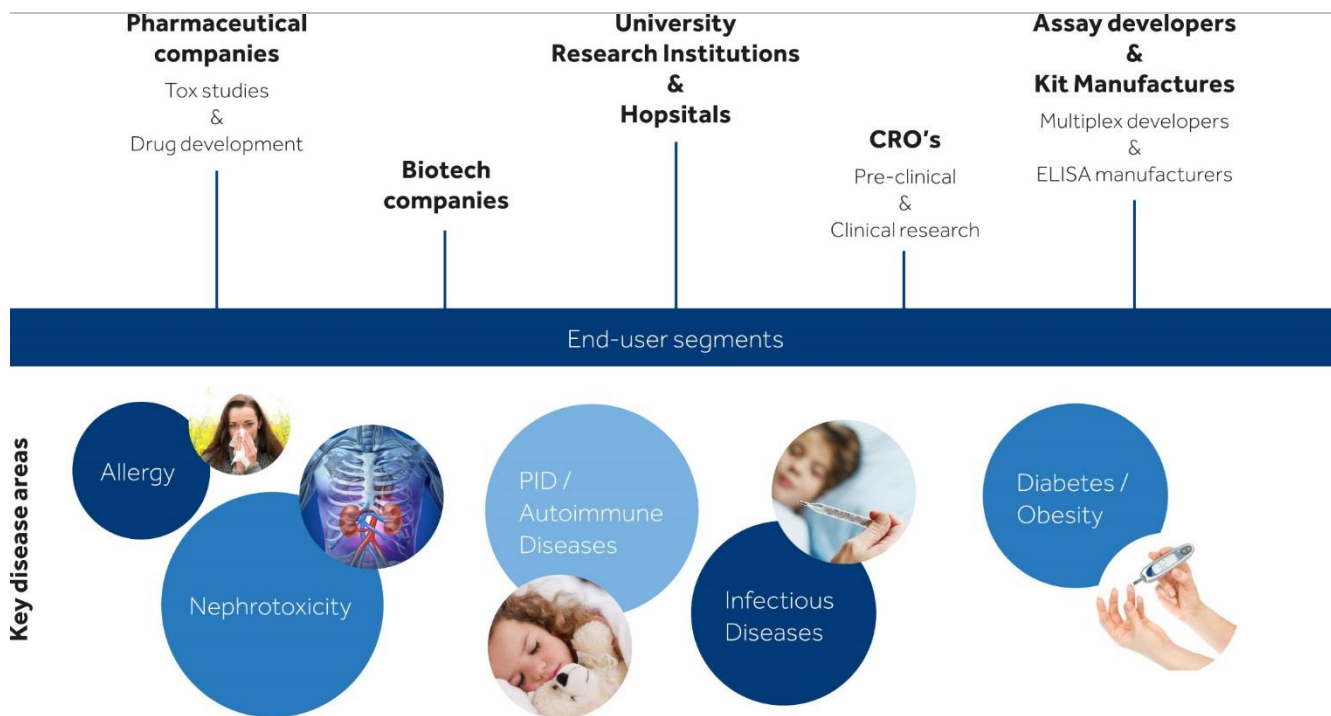 Pharmaceutical
companies
Tox studies
&
Drug development
Biotech
companies
University
Research Institutions
&
Hopsitals
CRO's
Pre-clinical
&
Clinical research
Assay developers
&
Kit Manufactures
Multiplex developers
&
ELISA manufacturers
End-user segments
Key disease areas
Allergy
Nephrotoxicity
PID /
Autoimmune
Diseases
Infectious
Diseases
Diabetes /
Obesity